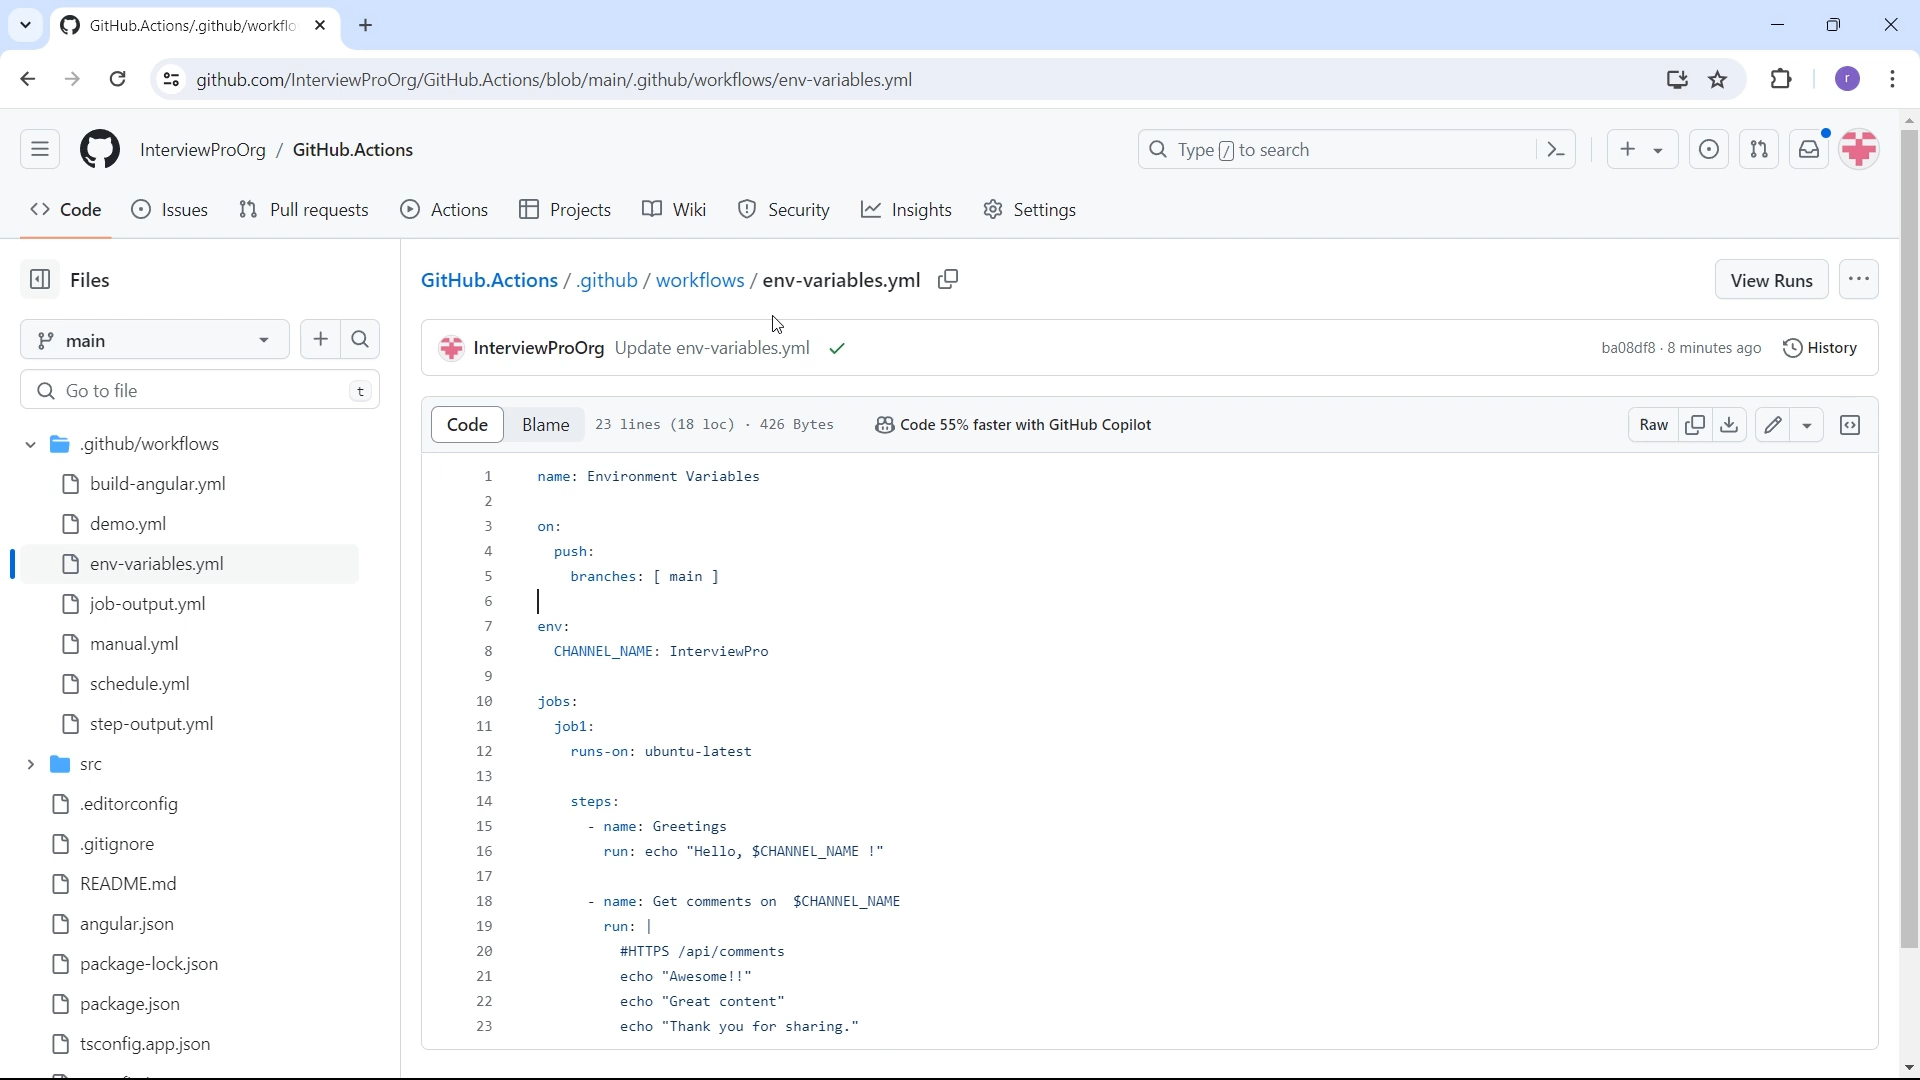 GitHub.Actions/.github/workflo
github.com/InterviewProOrg/GitHub.Actions/blob/main/.github/workflows/env-variables.yml
r
InterviewProOrg / GitHub.Actions
Type / to search
Code Issues Pull requests Actions Projects Wiki Security Insights Settings
Files
main
Go to file t
.github/workflows
build-angular.yml
demo.yml
env-variables.yml
job-output.yml
manual.yml
schedule.yml
step-output.yml
src
.editorconfig
.gitignore
README.md
angular.json
package-lock.json
package.json
tsconfig.app.json
GitHub.Actions / .github / workflows / env-variables.yml
View Runs
InterviewProOrg Update env-variables.yml
ba08df8 · 8 minutes ago History
Code Blame 23 lines (18 loc) · 426 Bytes Code 55% faster with GitHub Copilot Raw
1 name: Environment Variables
2
3 on:
4 push:
5 branches: [ main ]
6
7 env:
8 CHANNEL_NAME: InterviewPro
9
10 jobs:
11 job1:
12 runs-on: ubuntu-latest
13
14 steps:
15 - name: Greetings
16 run: echo "Hello, $CHANNEL_NAME !"
17
18 - name: Get comments on  $CHANNEL_NAME
19 run: |
20 #HTTPS /api/comments
21 echo "Awesome!!"
22 echo "Great content"
23 echo "Thank you for sharing."